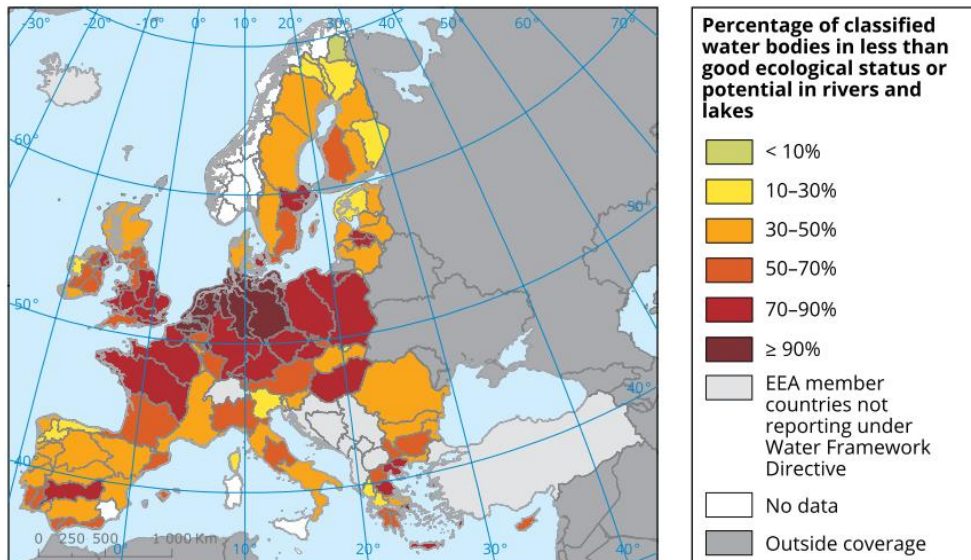 -30°
-20°
-10°
0°
10°
20°
30°
40°
50°
60°
70°
60°
50°
50°
40°
40°
0 250 500 1 000 Km
0°
10°
20°
30°
40°
Percentage of classified
water bodies in less than
good ecological status or
potential in rivers and
lakes
< 10%
10–30%
30–50%
50–70%
70–90%
≥ 90%
EEA member
countries not
reporting under
Water Framework
Directive
No data
Outside coverage